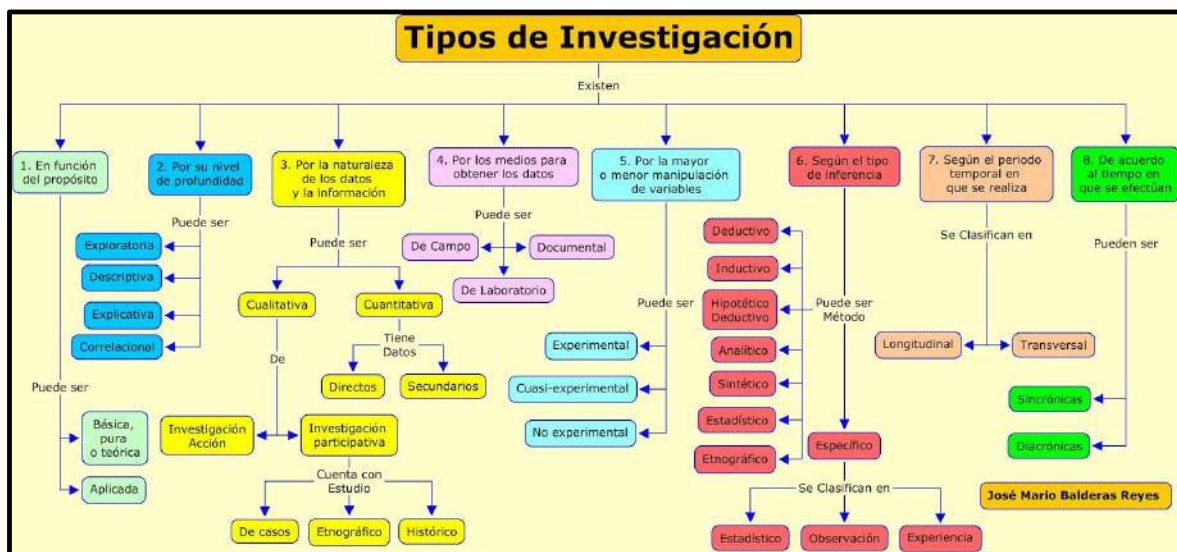 Tipos de Investigación
Existen
1. En función
del propósito
2. Por su nivel
de profundidad
3. Por la naturaleza
de los datos
y la información
4. Por los medios para
obtener los datos
5. Por la mayor
o menor manipulación
de variables
6. Según el tipo
de inferencia
7. Según el periodo
temporal en
que se realiza
8. De acuerdo
al tiempo en
que se efectúan
Puede ser
Básica,
pura
o teórica
Aplicada
Puede ser
Exploratoria
Descriptiva
Explicativa
Correlacional
Puede ser
Cualitativa
Cuantitativa
De
Tiene
Datos
Directos
Secundarios
Investigación
Acción
Investigación
participativa
Cuenta con
Estudio
De casos
Etnográfico
Histórico
Puede ser
De Campo
Documental
De Laboratorio
Puede ser
Experimental
Cuasi-experimental
No experimental
Puede ser
Método
Deductivo
Inductivo
Hipotético
Deductivo
Analítico
Sintético
Estadístico
Etnográfico
Específico
Se Clasifican en
Estadístico
Observación
Experiencia
Se Clasifican en
Longitudinal
Transversal
Pueden ser
Sincrónicas
Diacrónicas
José Mario Balderas Reyes